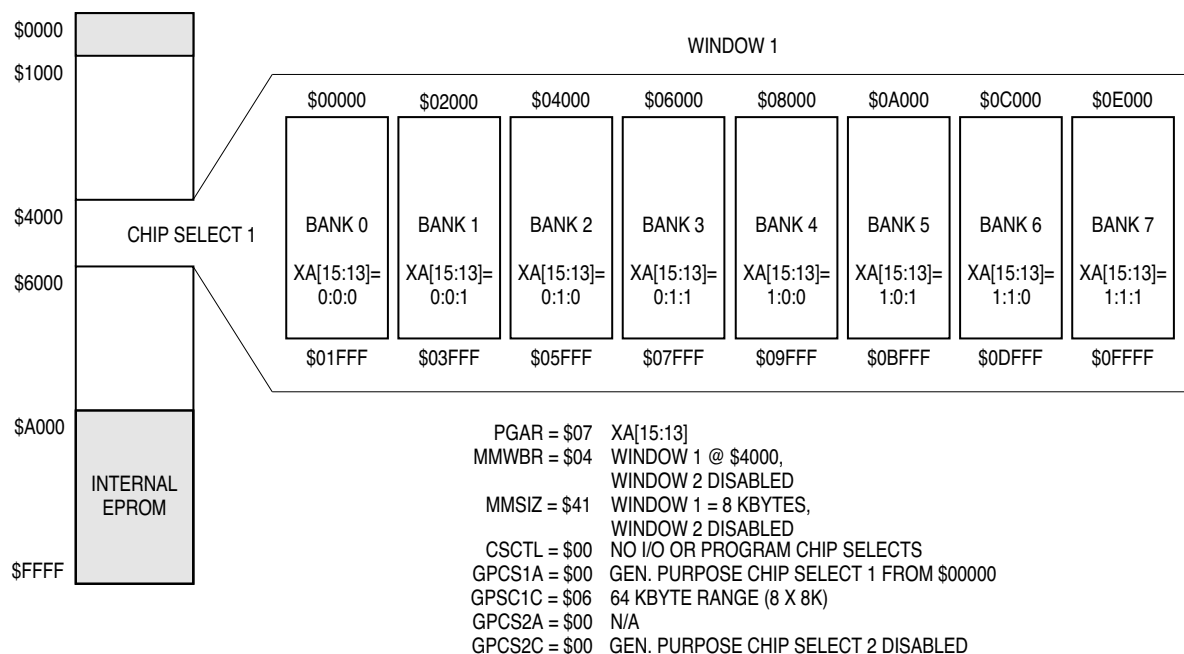 $0000
$1000
$4000
CHIP SELECT 1
$6000
$A000
INTERNAL
EPROM
$FFFF
WINDOW 1
$00000 $02000 $04000 $06000 $08000 $0A000 $0C000 $0E000
BANK 0 BANK 1 BANK 2 BANK 3 BANK 4 BANK 5 BANK 6 BANK 7
XA[15:13]= XA[15:13]= XA[15:13]= XA[15:13]= XA[15:13]= XA[15:13]= XA[15:13]= XA[15:13]=
0:0:0 0:0:1 0:1:0 0:1:1 1:0:0 1:0:1 1:1:0 1:1:1
$01FFF $03FFF $05FFF $07FFF $09FFF $0BFFF $0DFFF $0FFFF
PGAR = $07 XA[15:13]
MMWBR = $04 WINDOW 1 @ $4000,
WINDOW 2 DISABLED
MMSIZ = $41 WINDOW 1 = 8 KBYTES,
WINDOW 2 DISABLED
CSCTL = $00 NO I/O OR PROGRAM CHIP SELECTS
GPCS1A = $00 GEN. PURPOSE CHIP SELECT 1 FROM $00000
GPSC1C = $06 64 KBYTE RANGE (8 X 8K)
GPCS2A = $00 N/A
GPCS2C = $00 GEN. PURPOSE CHIP SELECT 2 DISABLED